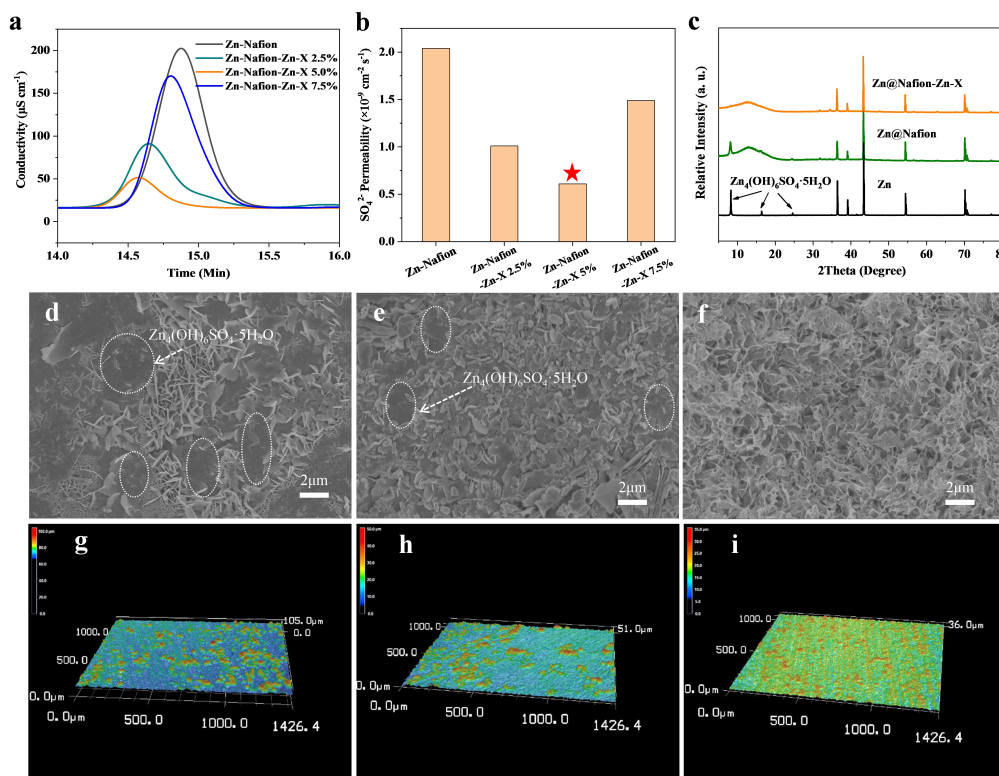 a
Conductivity (µS cm⁻¹)
200
150
100
50
0
14.0 14.5 15.0 15.5 16.0
Time (Min)
Zn-Nafion
Zn-Nafion-Zn-X 2.5%
Zn-Nafion-Zn-X 5.0%
Zn-Nafion-Zn-X 7.5%
b
SO₄²⁻ Permeability (×10⁻⁹ cm⁻² s⁻¹)
2.0
1.5
1.0
0.5
0.0
Zn-Nafion
Zn-Nafion
-Zn-X 2.5%
Zn-Nafion
-Zn-X 5%
Zn-Nafion
-Zn-X 7.5%
c
Relative Intensity (a. u.)
Zn@Nafion-Zn-X
Zn@Nafion
Zn₄(OH)₆SO₄·5H₂O
Zn
10 20 30 40 50 60 70 80
2Theta (Degree)
d
Zn₄(OH)₆SO₄·5H₂O
2µm
e
Zn₄(OH)₆SO₄·5H₂O
2µm
f
2µm
g
105.0µm
0.0
1000.0
500.0
0.0µm
0.0µm
500.0
1000.0
1426.4
h
51.0µm
1000.0
500.0
0.0µm
0.0µm
500.0
1000.0
1426.4
i
36.0µm
1000.0
500.0
0.0µm
0.0µm
500.0
1000.0
1426.4